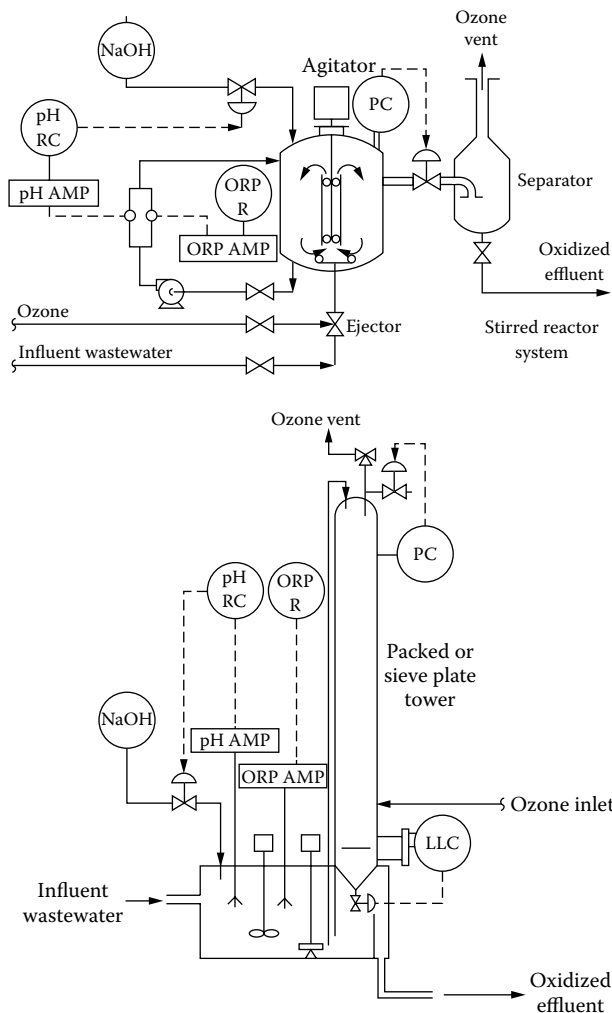 Ozone
vent
NaOH
Agitator
pH
RC
PC
pH AMP
ORP
R
Separator
ORP AMP
Oxidized
effluent
Ozone
Ejector
Stirred reactor
system
Influent wastewater
Ozone vent
PC
pH
RC
ORP
R
Packed or
sieve plate
tower
NaOH
pH AMP
ORP AMP
Ozone inlet
LLC
Influent
wastewater
Oxidized
effluent